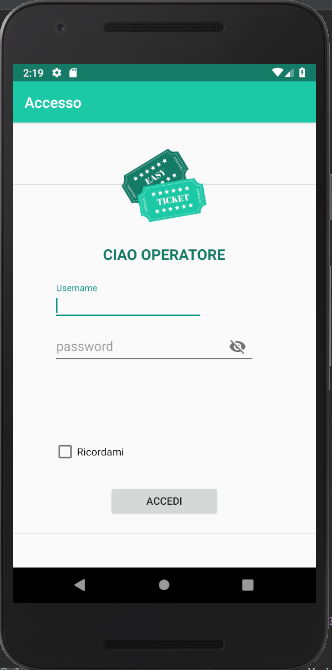 2:19
Accesso
EASY
TICKET
CIAO OPERATORE
Username
password
Ricordami
ACCEDI